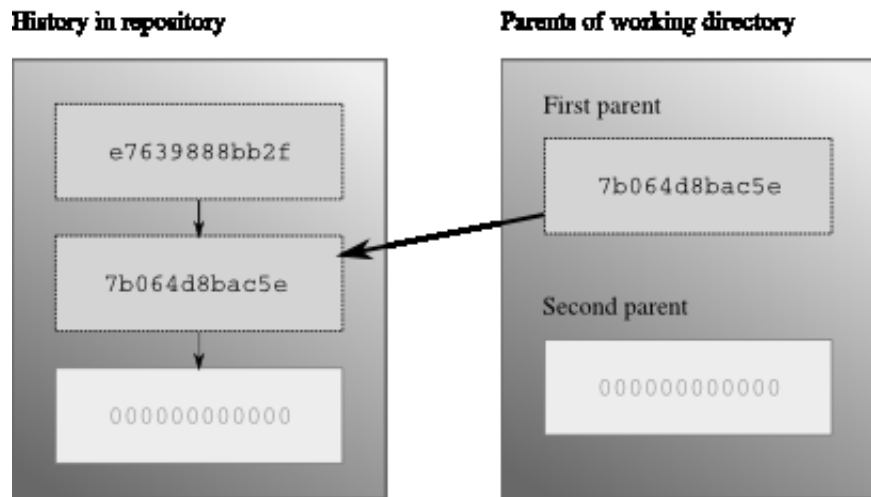 History in repository
e7639888bb2f
7b064d8bac5e
000000000000
Parents of working directory
First parent
7b064d8bac5e
Second parent
000000000000